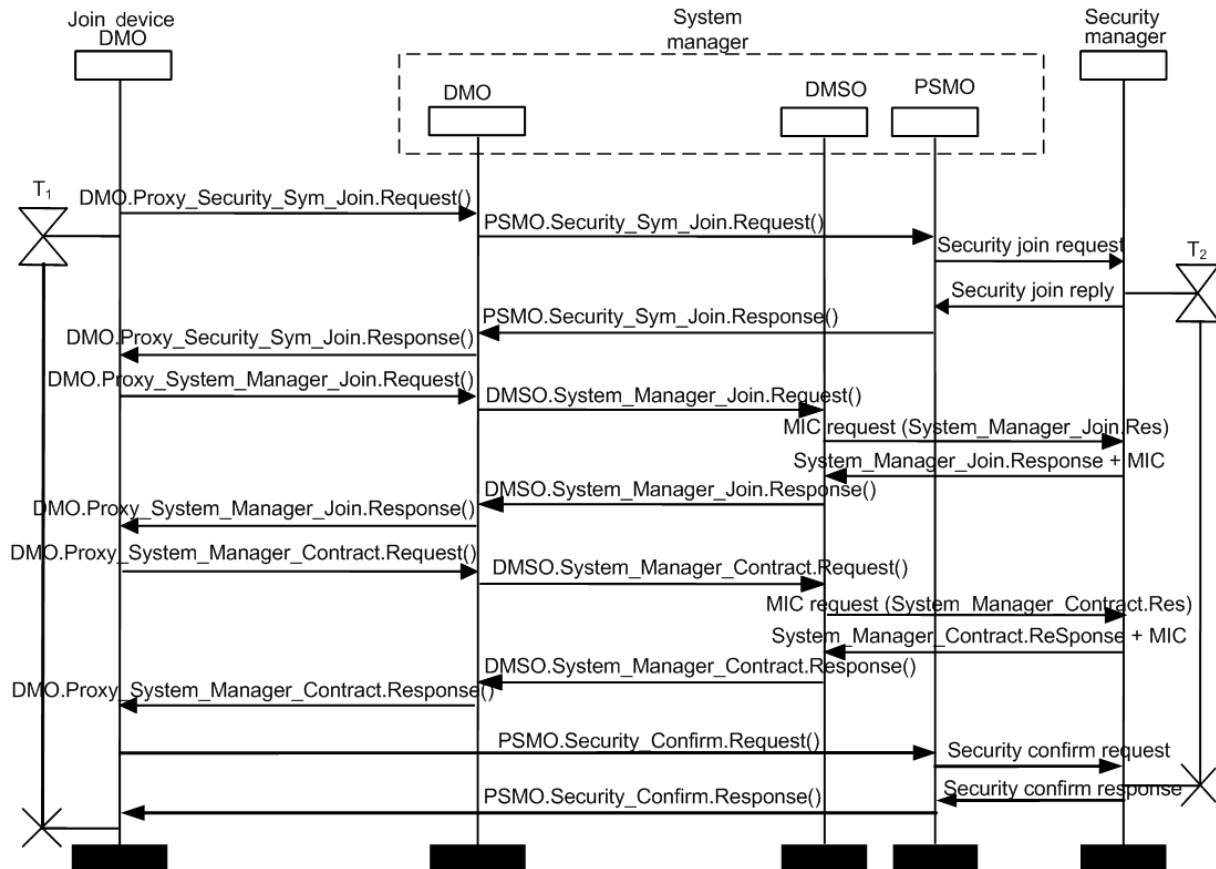 Join device
DMO
System
manager
Security
manager
DMO
DMSO
PSMO
T1
DMO.Proxy_Security_Sym_Join.Request()
PSMO.Security_Sym_Join.Request()
Security join request
T2
Security join reply
PSMO.Security_Sym_Join.Response()
DMO.Proxy_Security_Sym_Join.Response()
DMO.Proxy_System_Manager_Join.Request()
DMSO.System_Manager_Join.Request()
MIC request (System_Manager_Join.Res)
System_Manager_Join.Response + MIC
DMSO.System_Manager_Join.Response()
DMO.Proxy_System_Manager_Join.Response()
DMO.Proxy_System_Manager_Contract.Request()
DMSO.System_Manager_Contract.Request()
MIC request (System_Manager_Contract.Res)
System_Manager_Contract.ReSponse + MIC
DMSO.System_Manager_Contract.Response()
DMO.Proxy_System_Manager_Contract.Response()
PSMO.Security_Confirm.Request()
Security confirm request
Security confirm response
PSMO.Security_Confirm.Response()